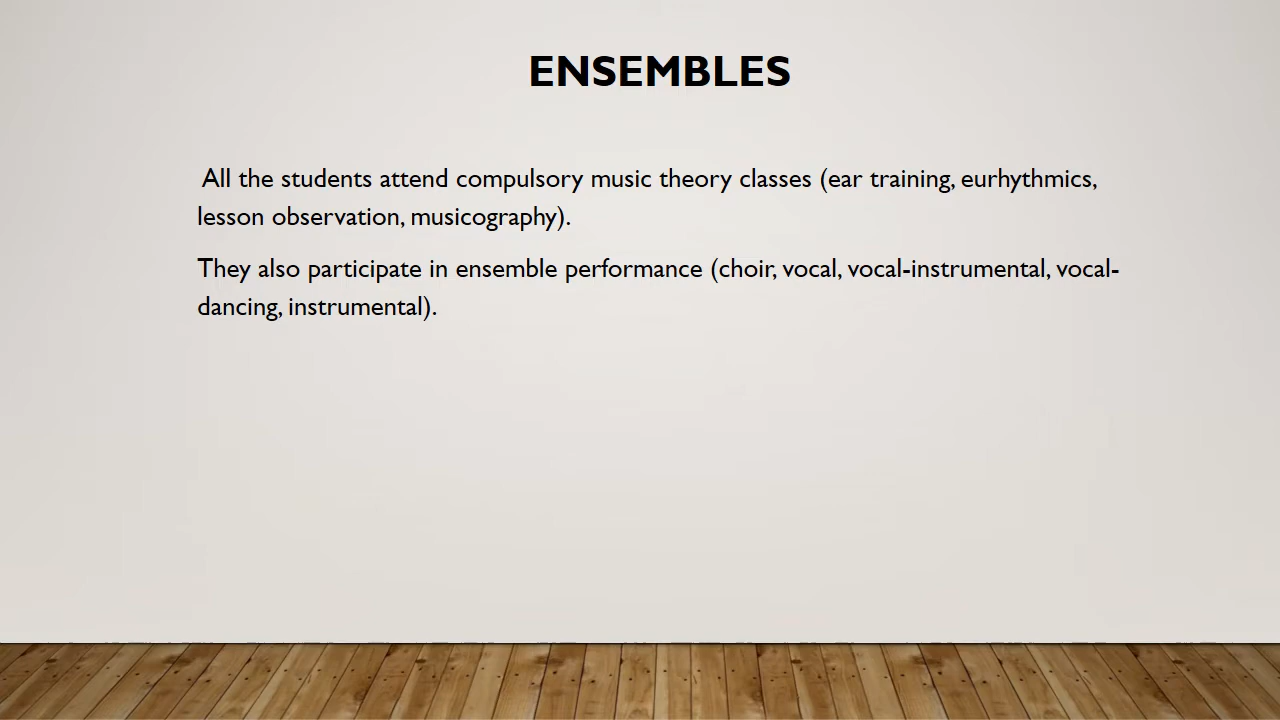 ENSEMBLES
All the students attend compulsory music theory classes (ear training, eurhythmics,
lesson observation, musicography).
They also participate in ensemble performance (choir, vocal, vocal-instrumental, vocal-
dancing, instrumental).